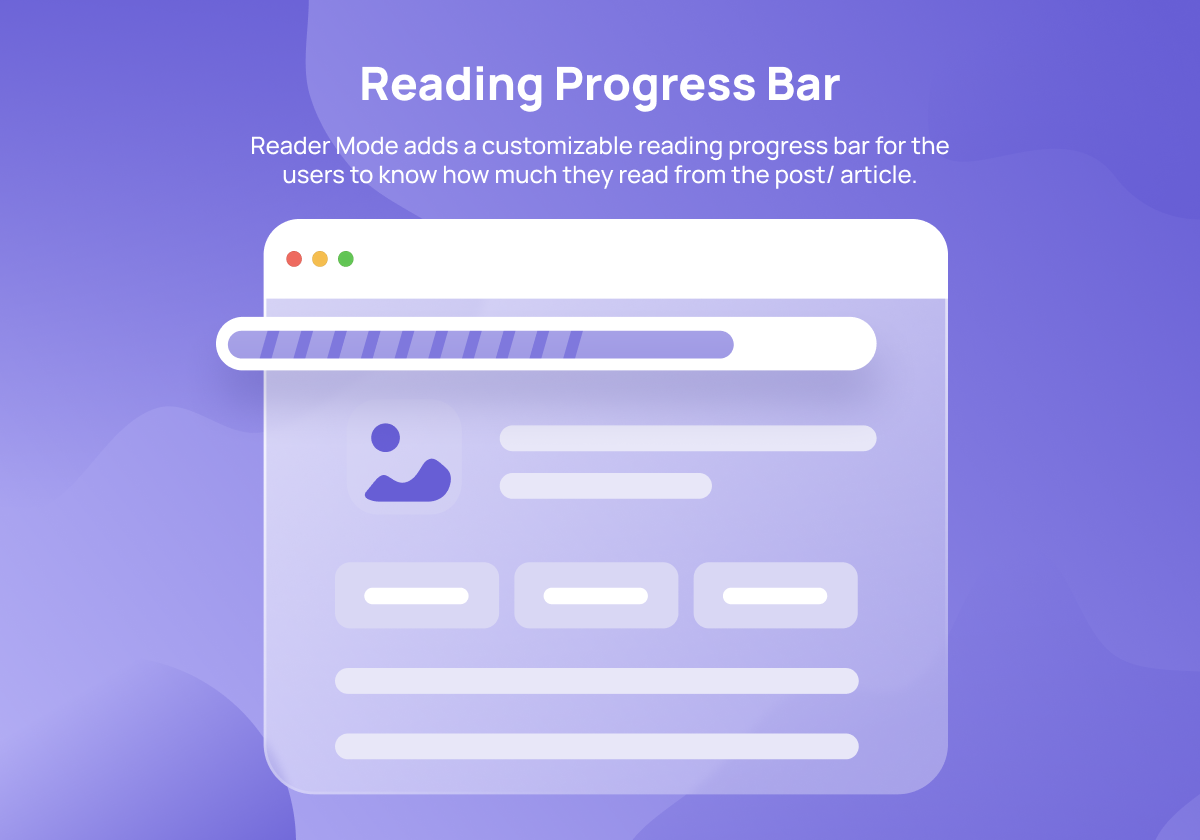 Reading Progress Bar
Reader Mode adds a customizable reading progress bar for the
users to know how much they read from the post/ article.